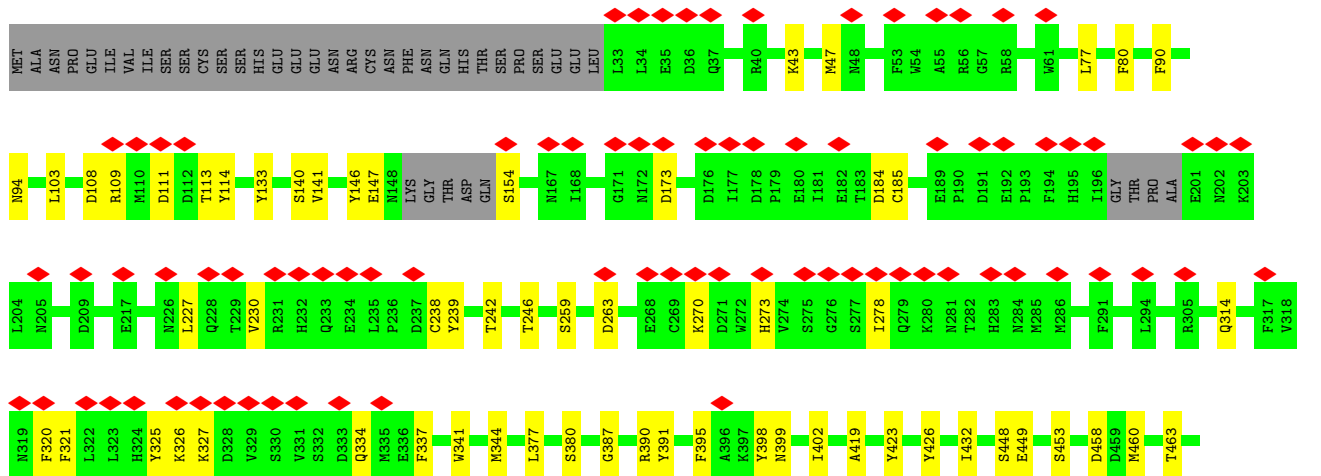 MET ALA ASN PRO GLU ILE VAL ILE SER SER CYS SER SER HIS GLU GLU GLU ASN ARG CYS ASN PHE ASN GLN HIS THR SER PRO SER GLU GLU LEU L33 L34 E35 D36 Q37 R40 K43 M47 N48 F53 W54 A55 R56 G57 R58 W61 L77 F80 F90
N94 L103 D108 R109 M110 D111 D112 T113 Y114 Y133 S140 V141 Y146 E147 N148 LYS GLY THR ASP GLN S154 N167 I168 G171 N172 D173 D176 I177 D178 P179 E180 I181 E182 T183 D184 C185 E189 P190 D191 E192 P193 F194 H195 I196 GLY THR PRO ALA E201 N202 K203
L204 N205 D209 E217 N226 L227 Q228 T229 V230 R231 H232 Q233 E234 L235 P236 D237 C238 Y239 T242 T246 S259 D263 E268 C269 K270 D271 W272 H273 V274 S275 G276 S277 I278 Q279 K280 N281 T282 H283 N284 M285 M286 F291 L294 R305 Q314 F317 V318
N319 F320 F321 L322 L323 H324 Y325 K326 K327 D328 V329 S330 V331 S332 D333 Q334 M335 E336 F337 W341 M344 L377 S380 G387 R390 Y391 F395 A396 K397 Y398 N399 I402 A419 Y423 Y426 I432 S448 E449 S453 D458 D459 M460 T463